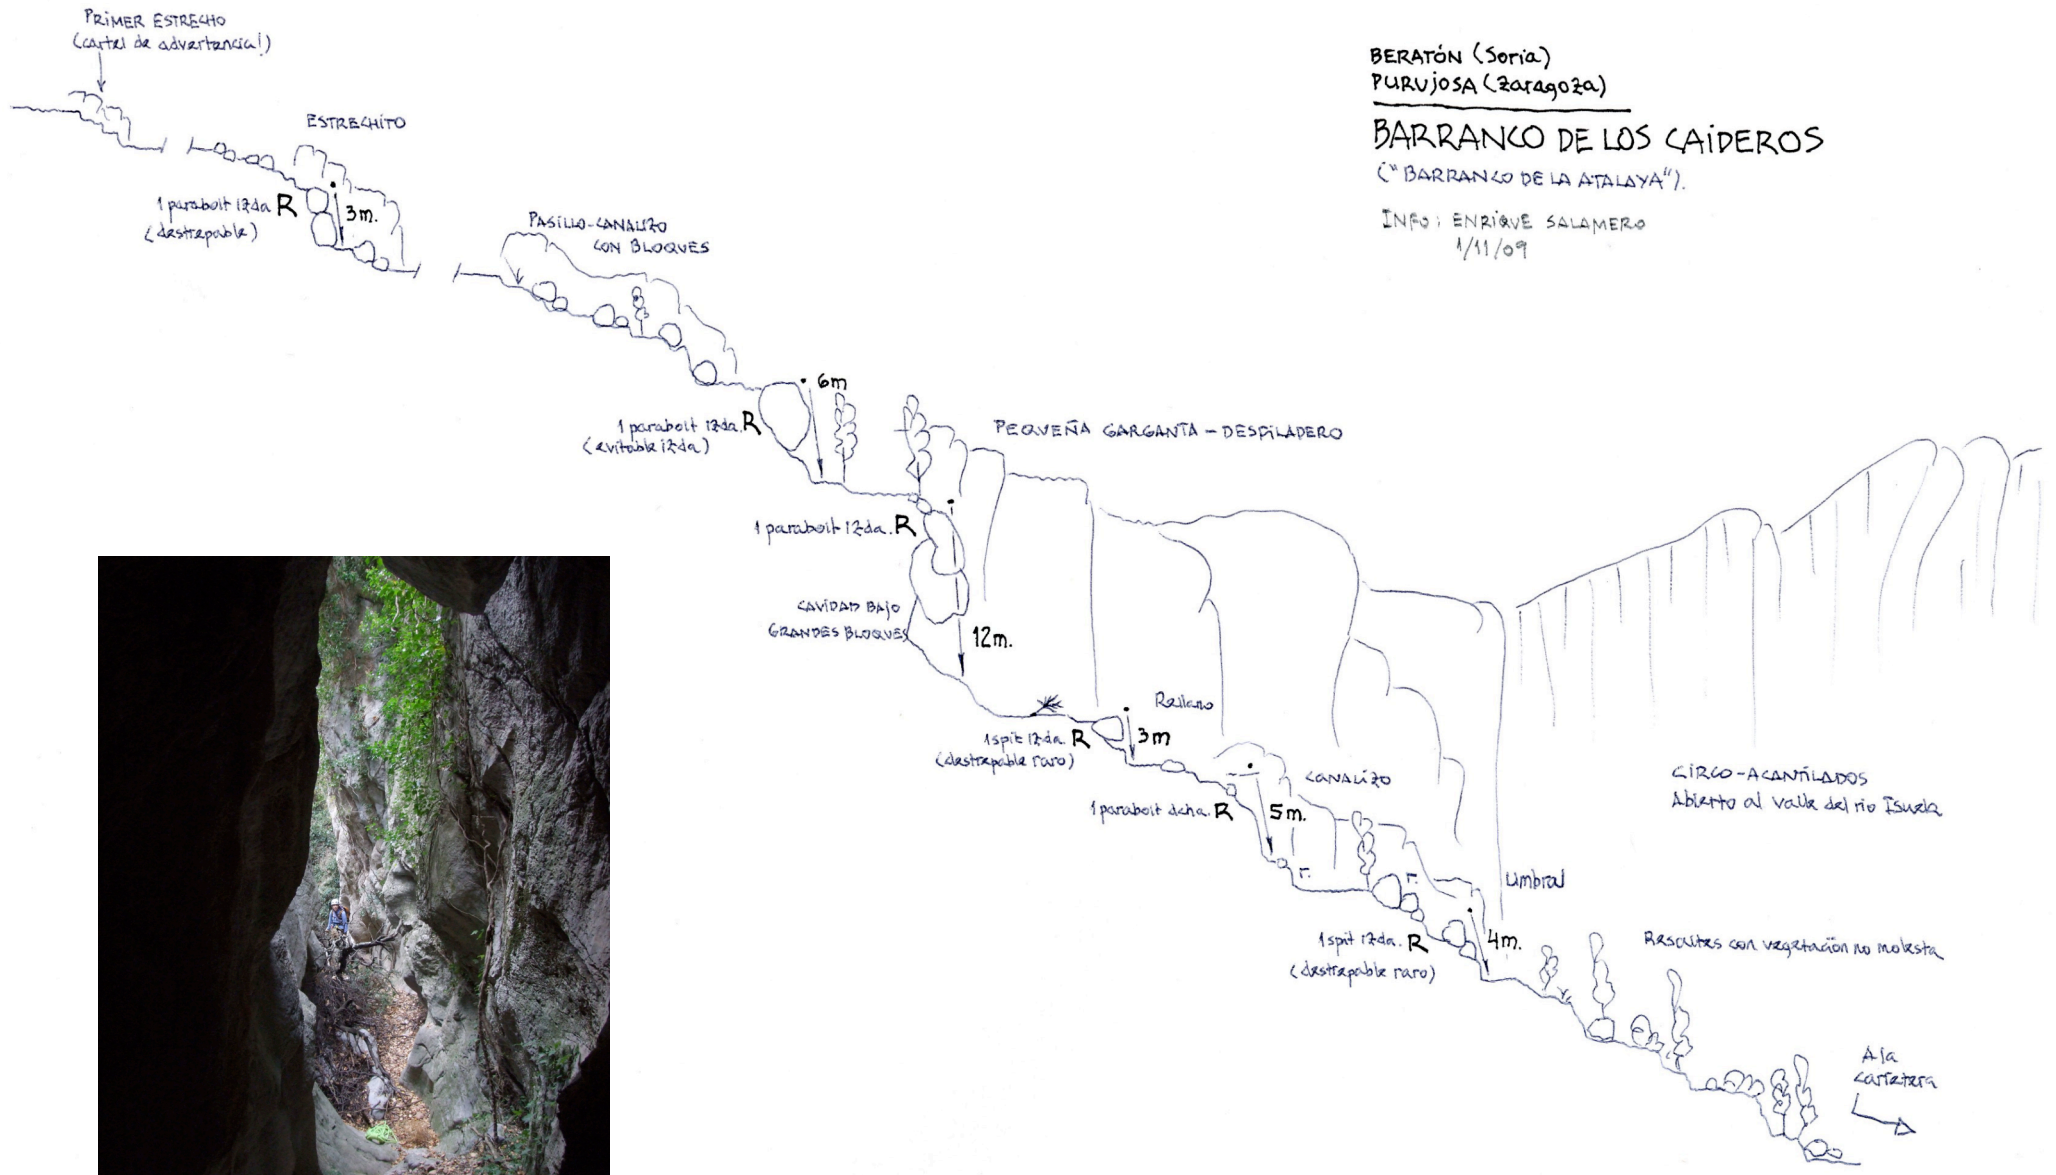 PRIMER ESTRECHO
(cartel de advertencia!)
BERATÓN (Soria)
PURUJOSA (Zaragoza)
BARRANCO DE LOS CAIDEROS
("BARRANCO DE LA ATALAYA").
INFO: ENRIQUE SALAMERO
1/11/09
ESTRECHITO
1 parabolt izda. R
(destrepable)
3m.
PASILLO-CANALIZO
CON BLOQUES
6m
1 parabolt izda. R
(evitable izda)
PEQUEÑA GARGANTA - DESFILADERO
1 parabolt izda. R
CAVIDAD BAJO
GRANDES BLOQUES
12m.
Rellano
1 spit izda. R
(destrepable raro)
3m
CANALIZO
1 parabolt dcha. R
5m.
r.
r.
CIRCO-ACANTILADOS
Abierto al valle del rio Isuela
Umbral
1 spit izda. R
(destrepable raro)
4m.
Resaltes con vegetación no molesta
A la
carretera